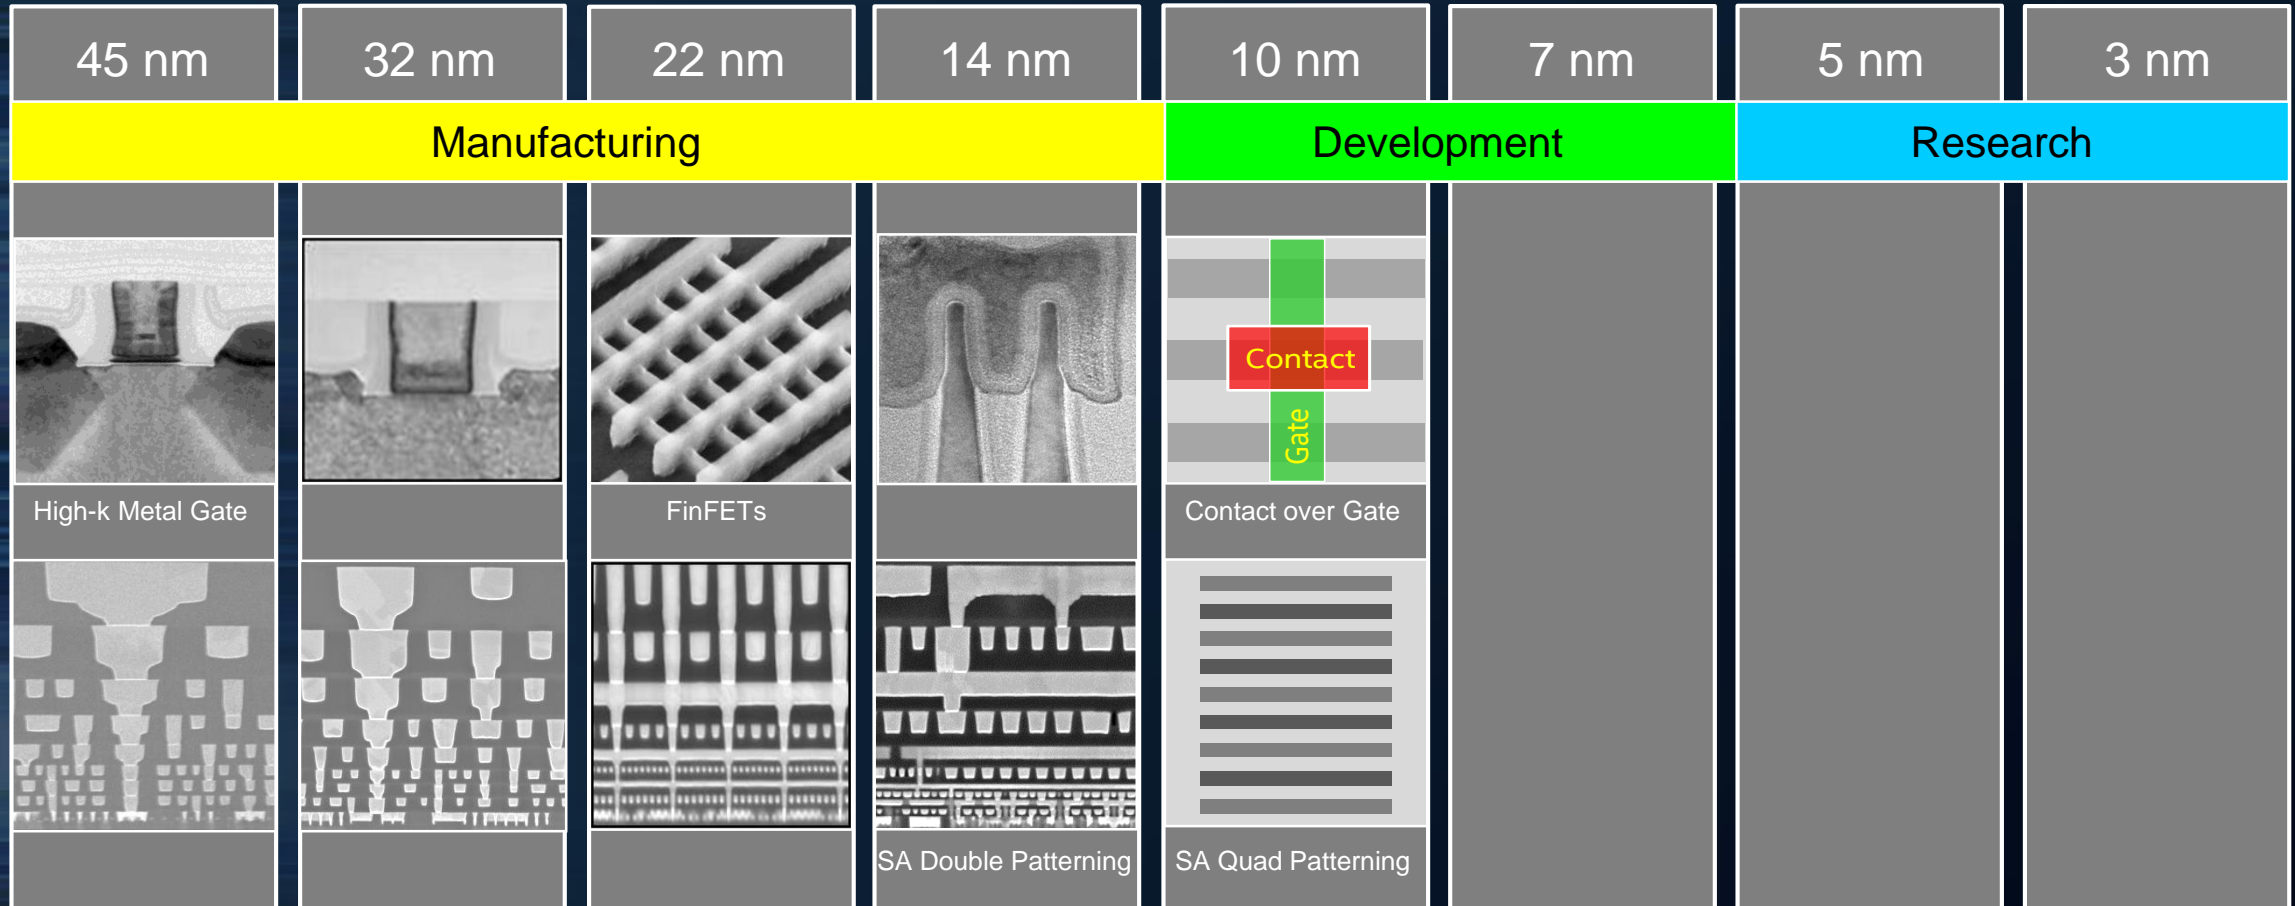 45 nm
32 nm
22 nm
14 nm
10 nm
7 nm
5 nm
3 nm
Manufacturing
Development
Research
Contact
Gate
High-k Metal Gate
FinFETs
Contact over Gate
SA Double Patterning
SA Quad Patterning